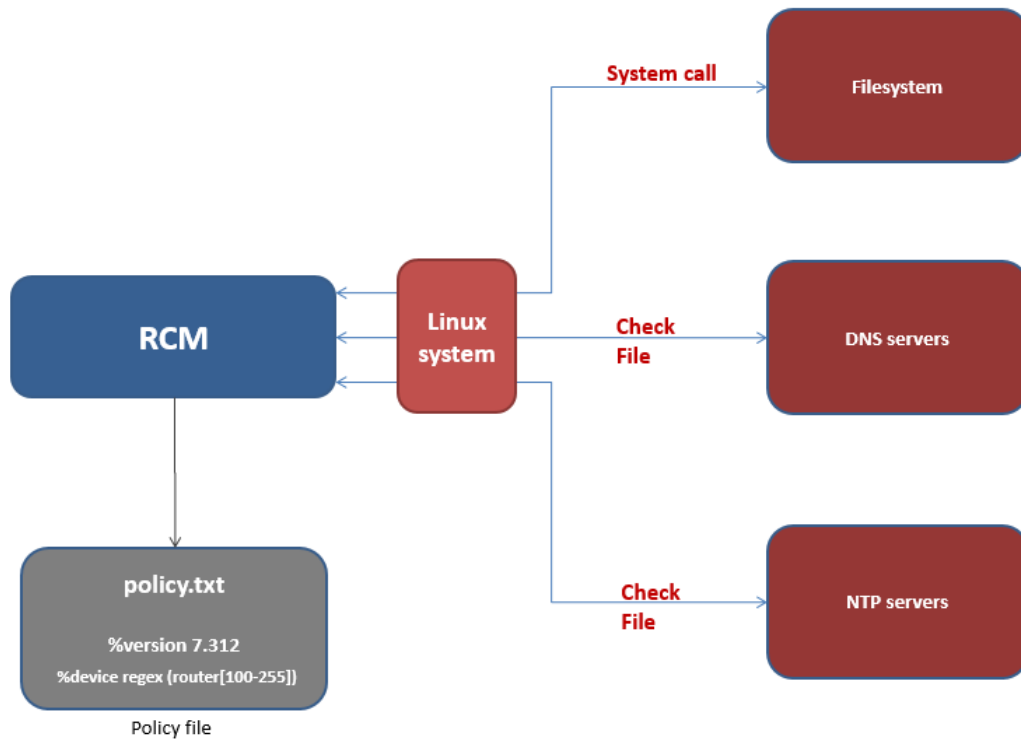 System call
Filesystem
RCM
Linux
system
Check
File
DNS servers
policy.txt
%version 7.312
%device regex (router[100-255])
Policy file
Check
File
NTP servers